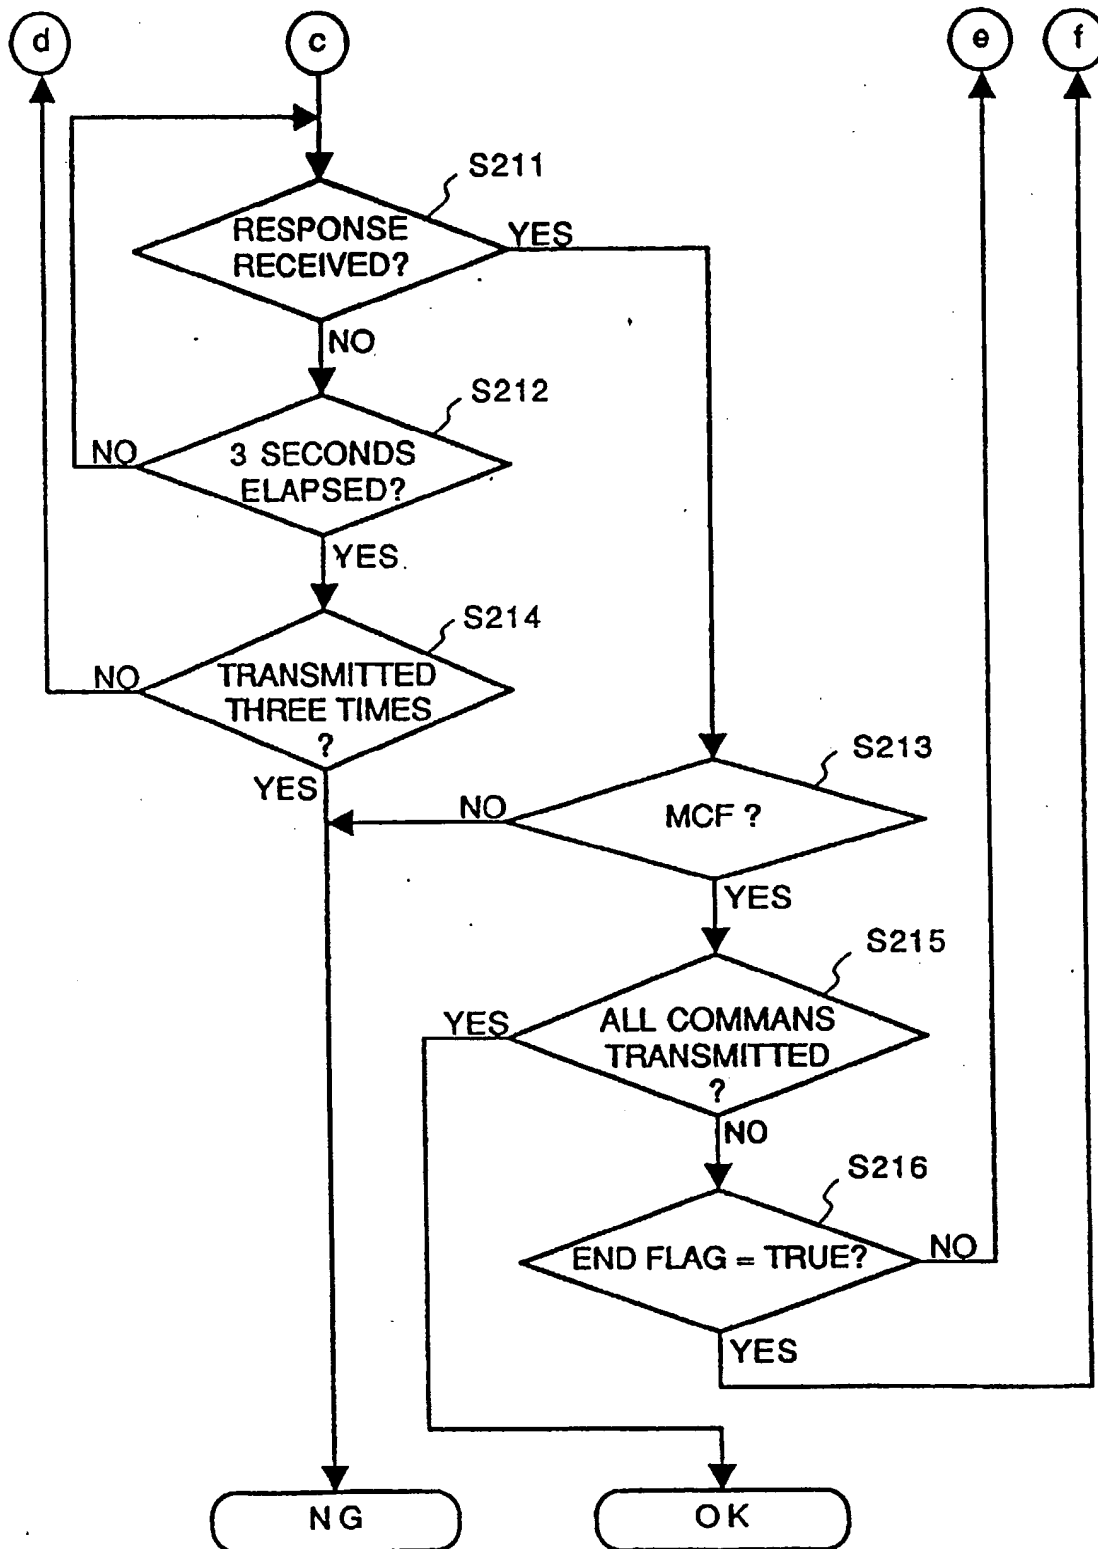 d
c
e
f
S211
RESPONSE
RECEIVED?
YES
NO
S212
3 SECONDS
ELAPSED?
NO
YES
S214
TRANSMITTED
THREE TIMES
?
NO
YES
S213
MCF ?
NO
YES
S215
ALL COMMANS
TRANSMITTED
?
YES
NO
S216
END FLAG = TRUE?
NO
YES
NG
OK